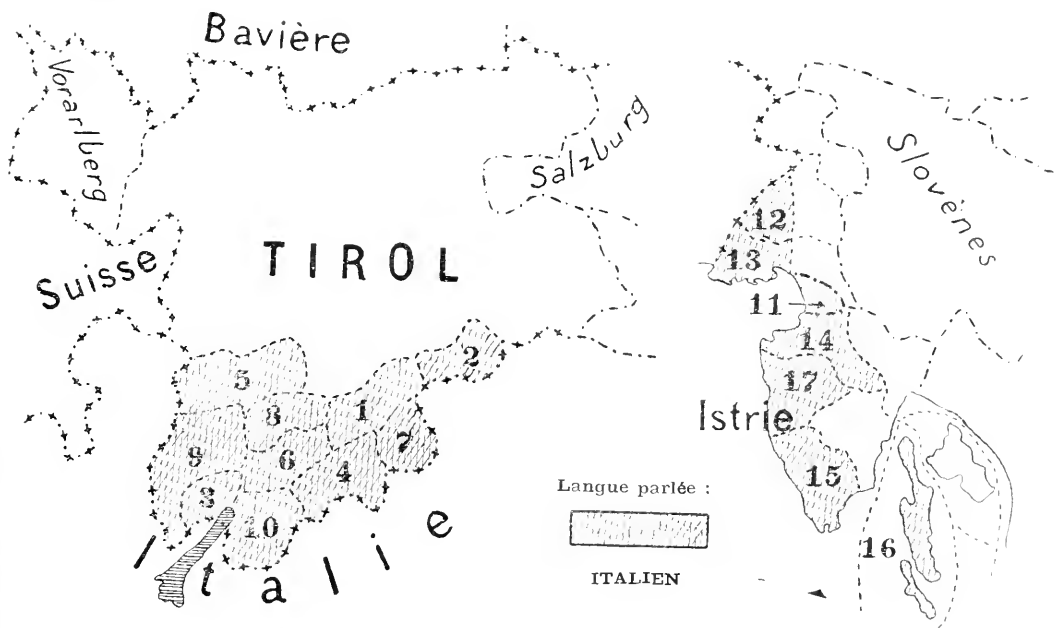 Bavière
Vorarlberg
Salzburg
Slovènes
Suisse
TIROL
12
13
11
14
17
Istrie
15
16
2
5
8
1
7
9
6
4
3
10
Italie
Langue parlée :
ITALIEN